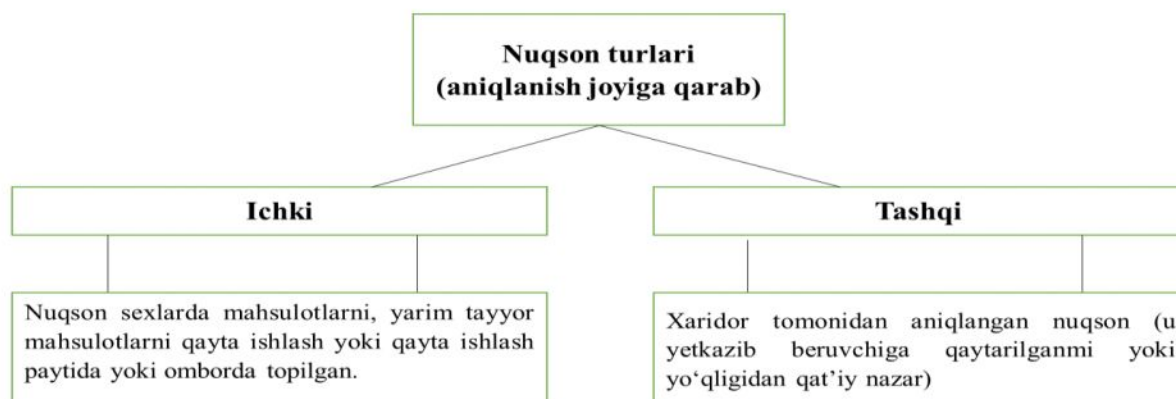 Nuqson turlari
(aniqlanish joyiga qarab)
Ichki
Tashqi
Nuqson sexlarda mahsulotlarni, yarim tayyor
mahsulotlarni qayta ishlash yoki qayta ishlash
paytida yoki omborda topilgan.
Xaridor tomonidan aniqlangan nuqson (u
yetkazib beruvchiga qaytarilganmi yoki
yo‘qligidan qat’iy nazar)